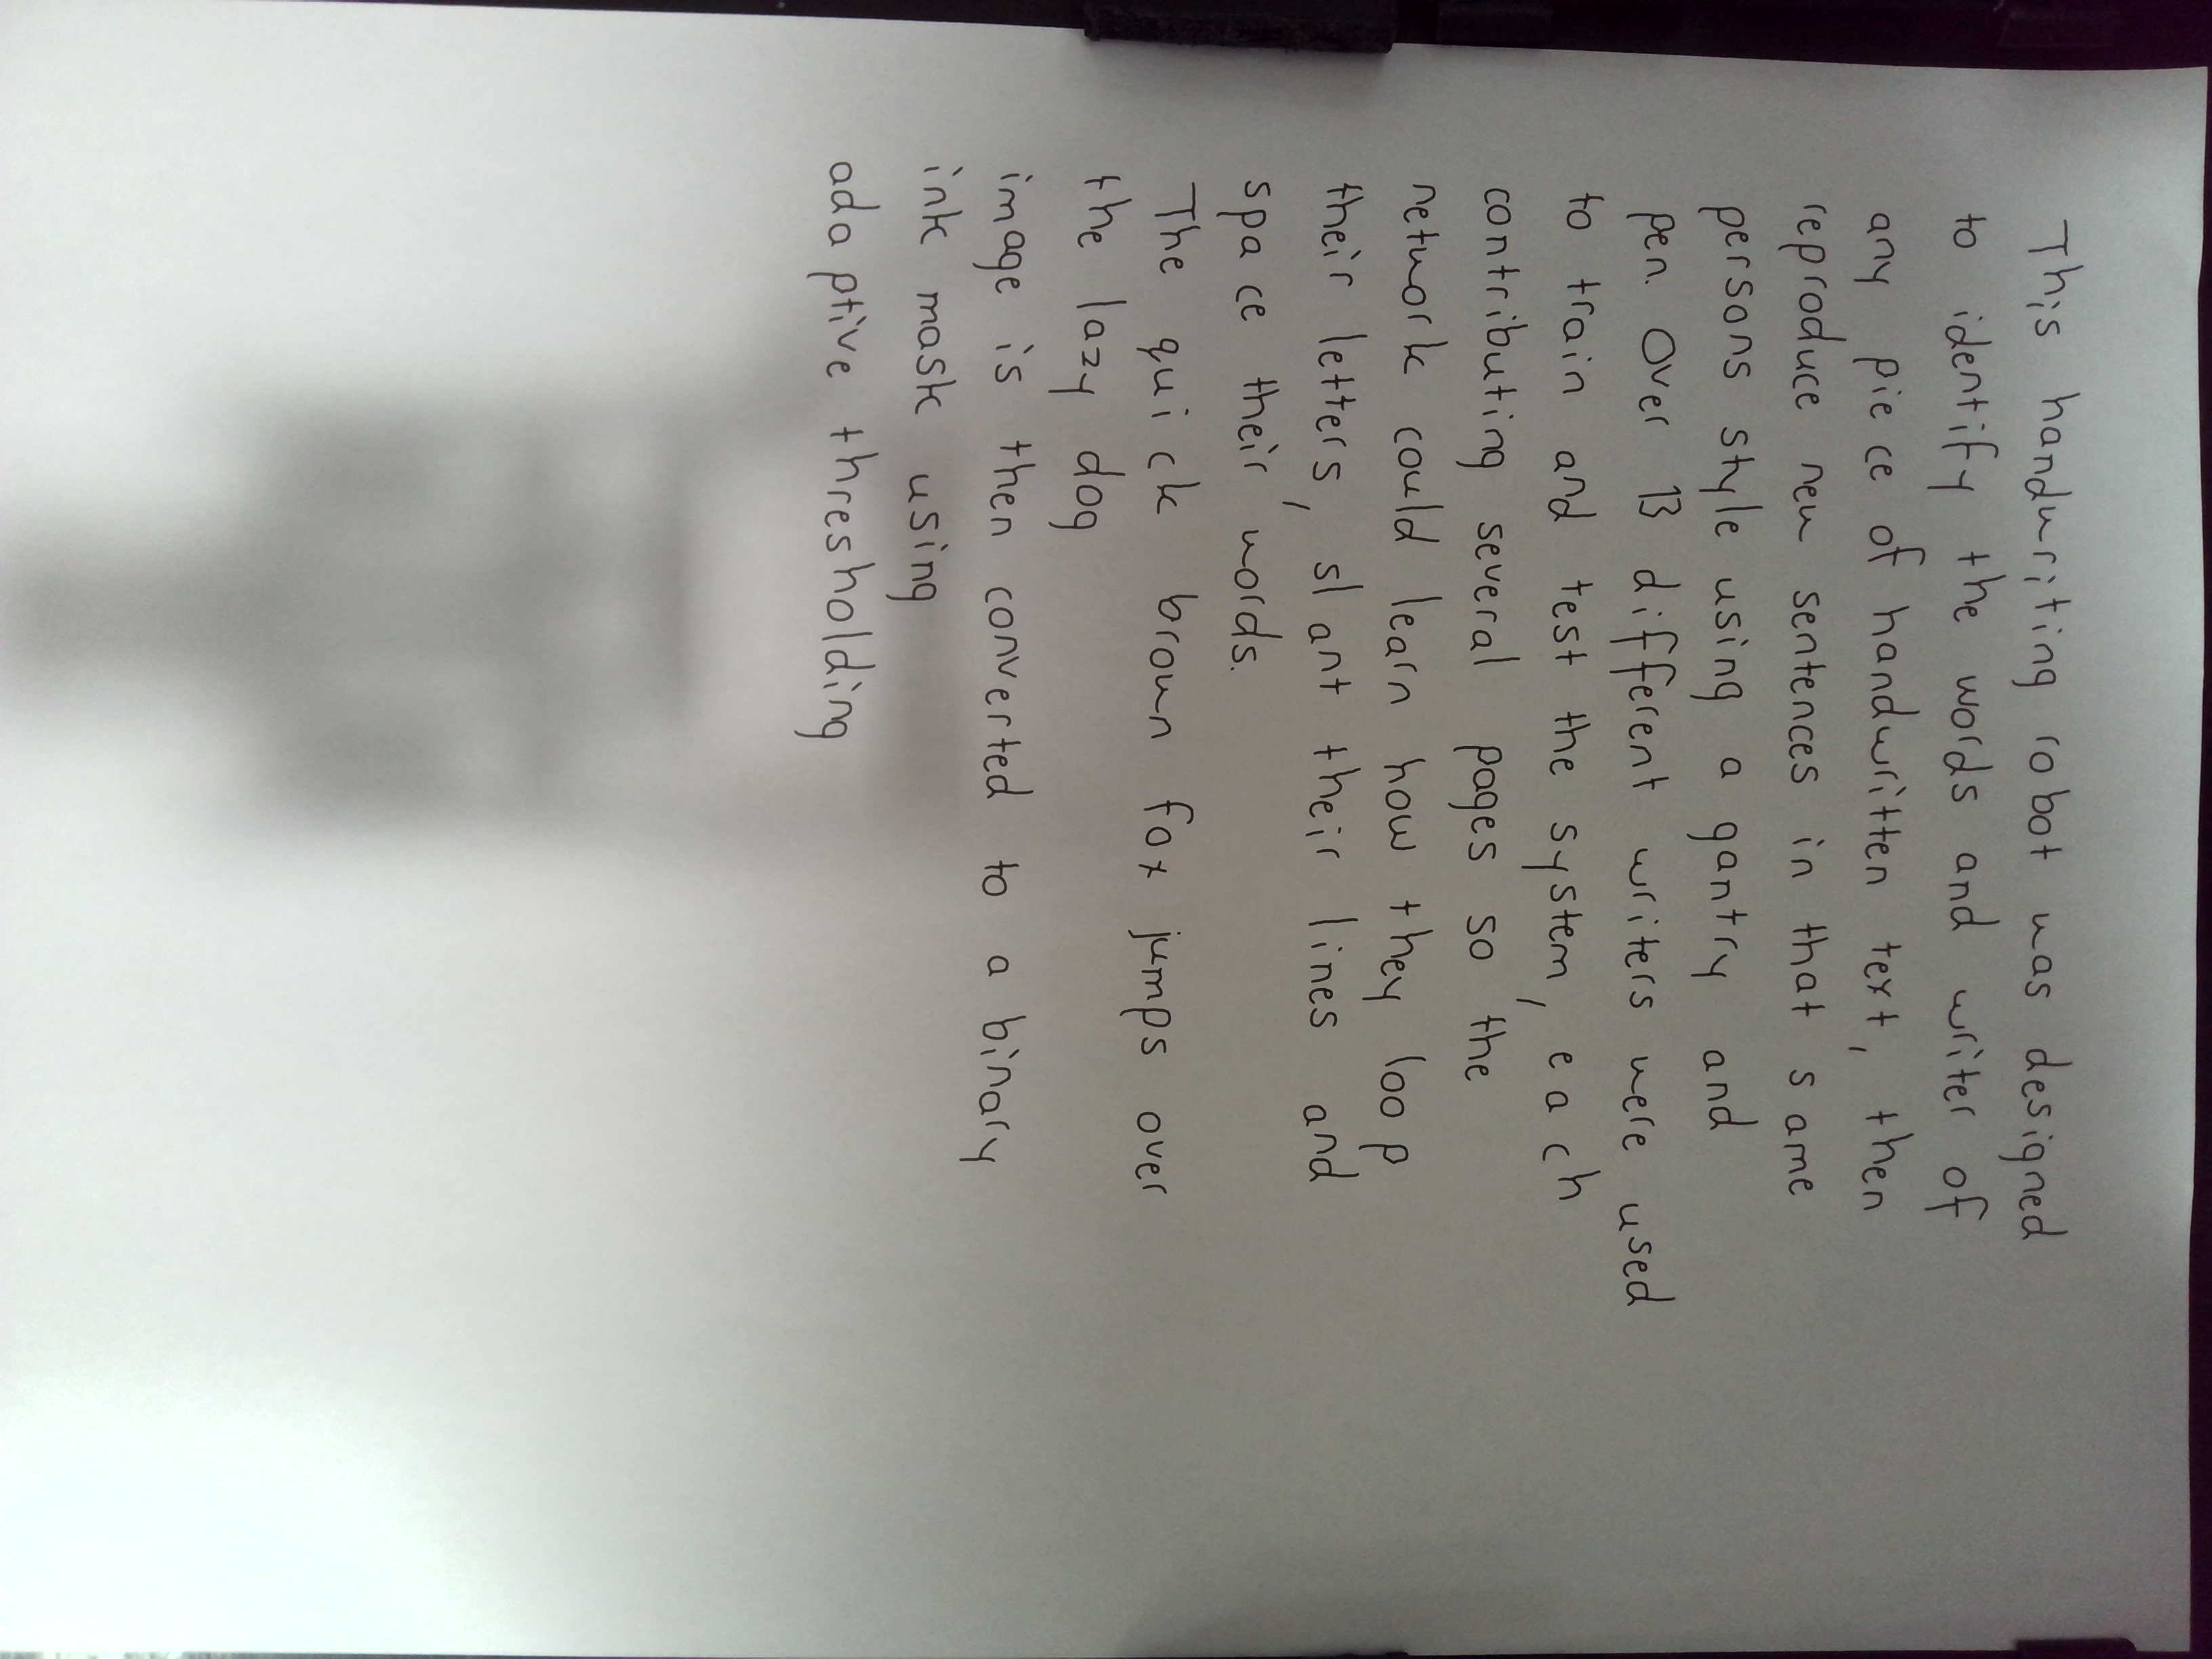 This handwriting robot was designed
to identify the words and writer of
any piece of handwritten text, then
reproduce new sentences in that same
persons style using a gantry and
pen. Over 13 different writers were used
to train and test the system, each
contributing several pages so the
network could learn how they loop
their letters, slant their lines and
space their words.
The quick brown fox jumps over
the lazy dog
image is then converted to a binary
ink mask using
adaptive thresholding